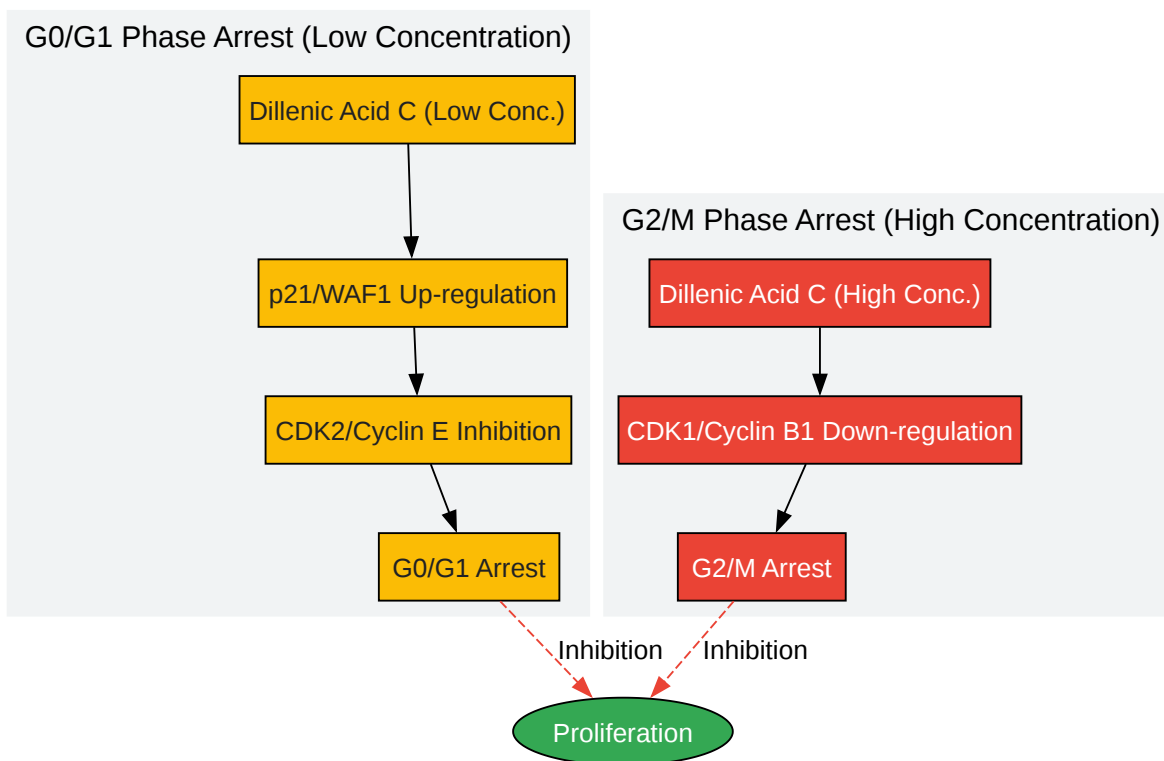 G0/G1 Phase Arrest (Low Concentration)
Dillenic Acid C (Low Conc.)
p21/WAF1 Up-regulation
CDK2/Cyclin E Inhibition
G0/G1 Arrest
G2/M Phase Arrest (High Concentration)
Dillenic Acid C (High Conc.)
CDK1/Cyclin B1 Down-regulation
G2/M Arrest
Inhibition
Inhibition
Proliferation